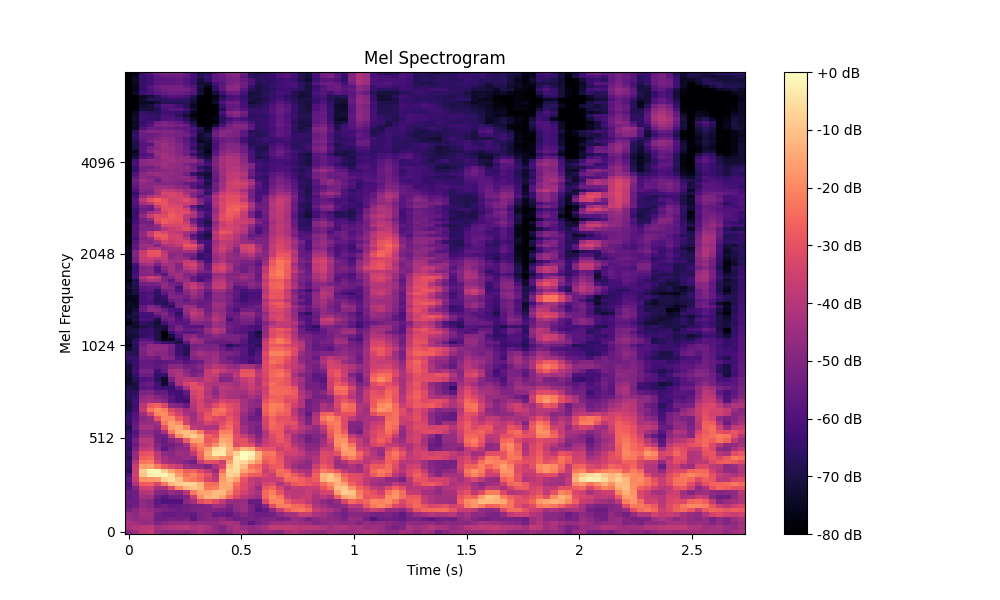 Mel Spectrogram
+0 dB
-10 dB
-20 dB
-30 dB
-40 dB
-50 dB
-60 dB
-70 dB
-80 dB
Mel Frequency
4096
2048
1024
512
0
0
0.5
1
1.5
2
2.5
Time (s)